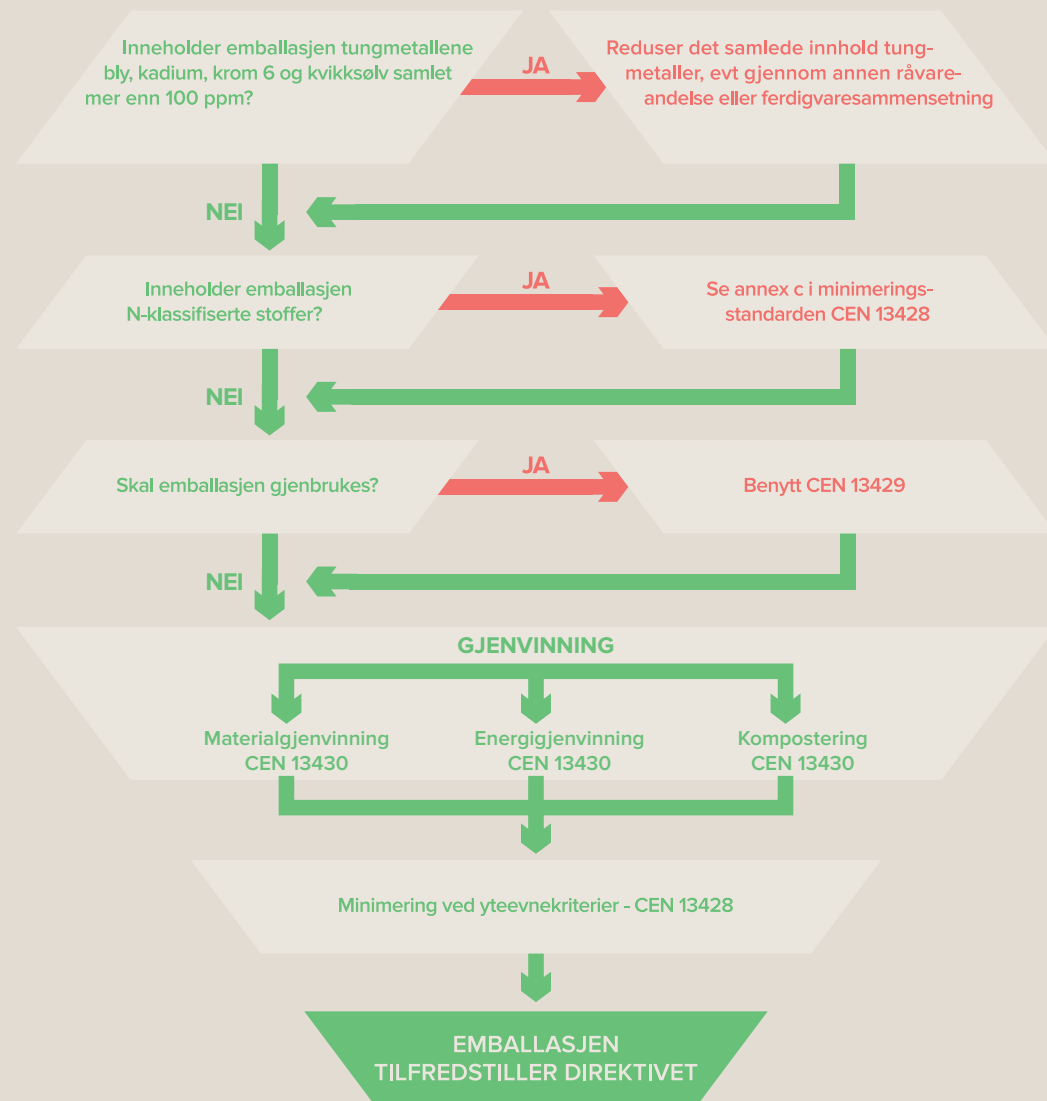 Inneholder emballasjen tungmetallene
bly, kadium, krom 6 og kvikksølv samlet
mer enn 100 ppm?
JA
Reduser det samlede innhold tung-
metaller, evt gjennom annen råvare-
andelse eller ferdigvaresammensetning
NEI
Inneholder emballasjen
N-klassifiserte stoffer?
JA
Se annex c i minimerings-
standarden CEN 13428
NEI
Skal emballasjen gjenbrukes?
JA
Benytt CEN 13429
NEI
GJENVINNING
Materialgjenvinning
CEN 13430
Energigjenvinning
CEN 13430
Kompostering
CEN 13430
Minimering ved yteevnekriterier - CEN 13428
EMBALLASJEN
TILFREDSTILLER DIREKTIVET